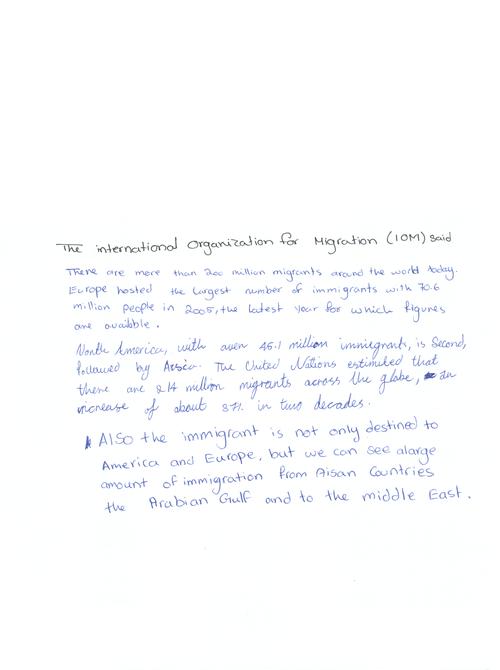 The international Organization for Migration (IOM) said
There are more than 200 million migrants around the world today.
Europe hosted the largest number of immigrants with 70.6
million people in 2005, the latest year for which figures
are avaible.
North America, with over 45.1 million immigrants, is Second,
followed by Assia. The United Nations estimited that
there are 214 million migrants across the globe, an
increase of about 37% in two decades.
Also the immigrant is not only destined to
America and Europe, but we can see alarge
amount of immigration from Aisan Countries
the Arabian Gulf and to the middle East.